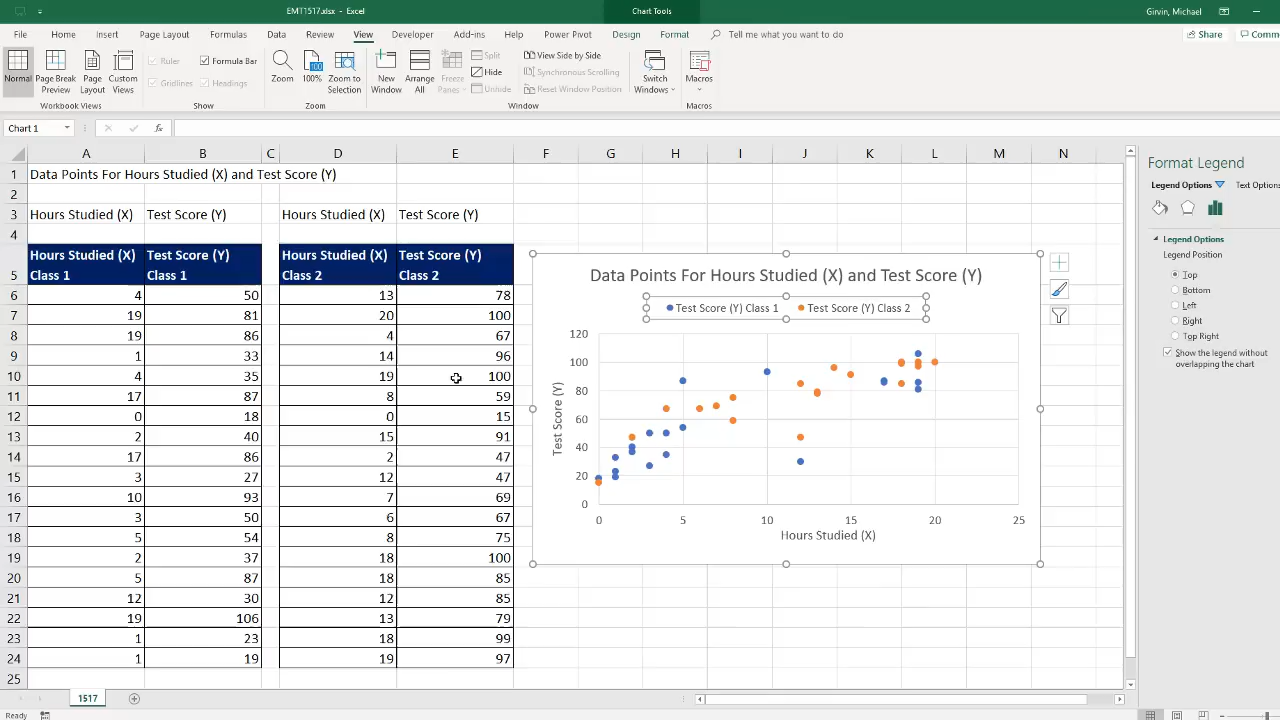 EMT1517.xlsx - Excel
Chart Tools
Girvin, Michael
File Home Insert Page Layout Formulas Data Review View Developer Add-ins Help Power Pivot Design Format Tell me what you want to do Share
Normal Page Break Preview Page Layout Custom Views
Workbook Views
Ruler Formula Bar
Gridlines Headings
Show
Zoom 100% Zoom to Selection
Zoom
New Window Arrange All Freeze Panes
Split
Hide
Unhide
View Side by Side
Synchronous Scrolling
Reset Window Position
Window
Switch Windows
Macros
Macros
Chart 1 fx
A B C D E F G H I J K L M N
1 Data Points For Hours Studied (X) and Test Score (Y)
2
3 Hours Studied (X) Test Score (Y) Hours Studied (X) Test Score (Y)
4
Hours Studied (X) Test Score (Y) Hours Studied (X) Test Score (Y)
5 Class 1 Class 1 Class 2 Class 2
6 4 50 13 78
7 19 81 20 100
8 19 86 4 67
9 1 33 14 96
10 4 35 19 100
11 17 87 8 59
12 0 18 0 15
13 2 40 15 91
14 17 86 2 47
15 3 27 12 47
16 10 93 7 69
17 3 50 6 67
18 5 54 8 75
19 2 37 18 100
20 5 87 18 85
21 12 30 12 85
22 19 106 13 79
23 1 23 18 99
24 1 19 19 97
25
Data Points For Hours Studied (X) and Test Score (Y)
Test Score (Y) Class 1 Test Score (Y) Class 2
120
100
80
60
40
20
0
Test Score (Y)
0 5 10 15 20 25
Hours Studied (X)
Format Legend
Legend Options Text Options
Legend Options
Legend Position
Top
Bottom
Left
Right
Top Right
Show the legend without
overlapping the chart
1517
Ready